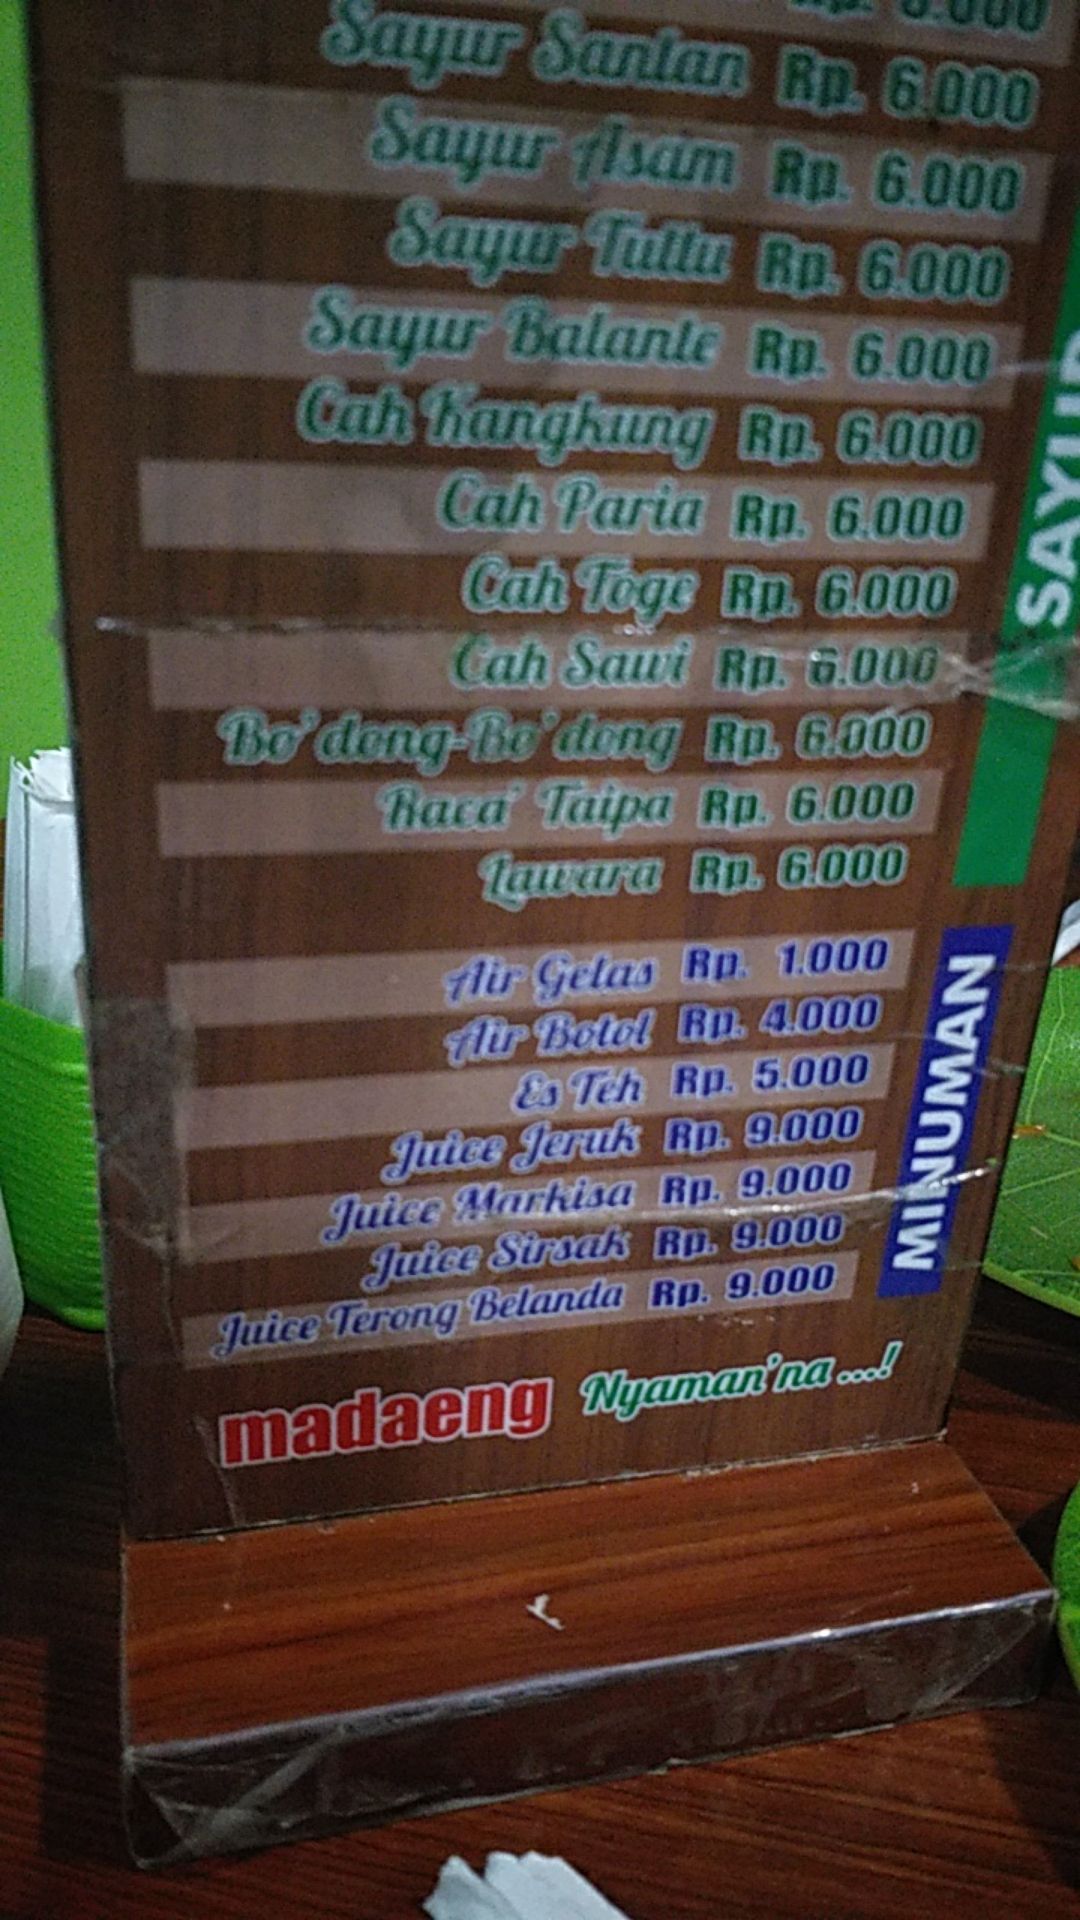 Rp. 6.000
Sayur Santan Rp. 6.000
Sayur Asam Rp. 6.000
Sayur Tuttu Rp. 6.000
Sayur Balante Rp. 6.000
Cah Kangkung Rp. 6.000
Cah Paria Rp. 6.000
Cah Toge Rp. 6.000
Cah Sawi Rp. 6.000
Bo'dong-Bo'dong Rp. 6.000
Raca' Taipa Rp. 6.000
Lawara Rp. 6.000
SAYUR
Air Gelas Rp. 1.000
Air Botol Rp. 4.000
Es Teh Rp. 5.000
Juice Jeruk Rp. 9.000
Juice Markisa Rp. 9.000
Juice Sirsak Rp. 9.000
Juice Terong Belanda Rp. 9.000
MINUMAN
madaeng Nyaman'na ...!